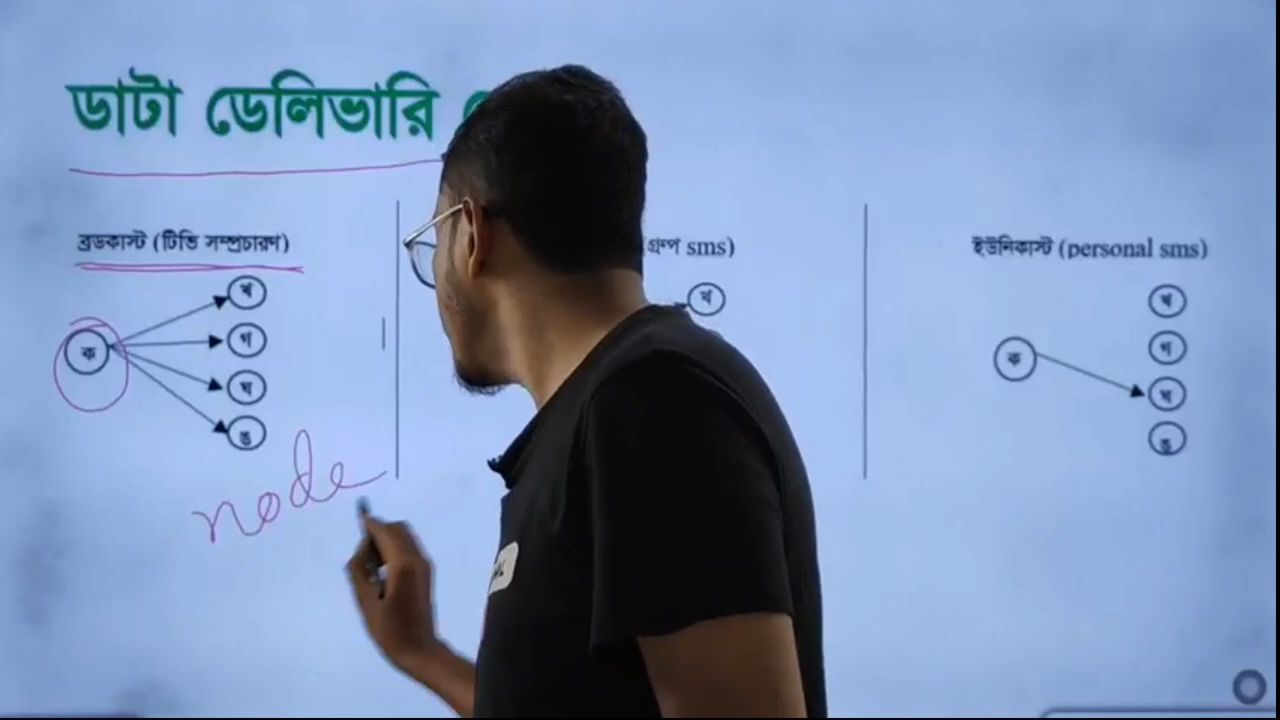 ডাটা ডেলিভারি
ব্রডকাস্ট (টিভি সম্প্রচারণ)
(গ্রুপ sms)
ইউনিকাস্ট (personal sms)
ক
খ
গ
ঘ
ঙ
node
খ
ক
খ
গ
ঘ
ঙ